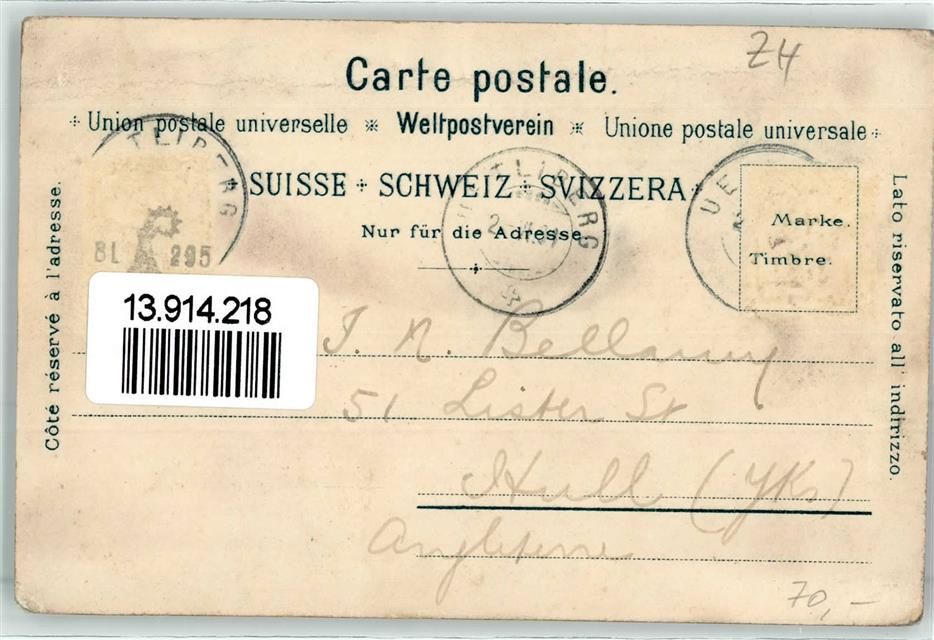 Z4
Carte postale.
Union postale universelle ※ Weltpostverein ※ Unione postale universale
SUISSE + SCHWEIZ + SVIZZERA
Nur für die Adresse.
Côté réservé à l'adresse.
Lato riservato all' indirizzo.
UETLIBERG
Marke.
Timbre.
BL 295
13.914.218
J. N. Bellamy
51 Lister St
Hull (Yks)
Angleterre
70,-